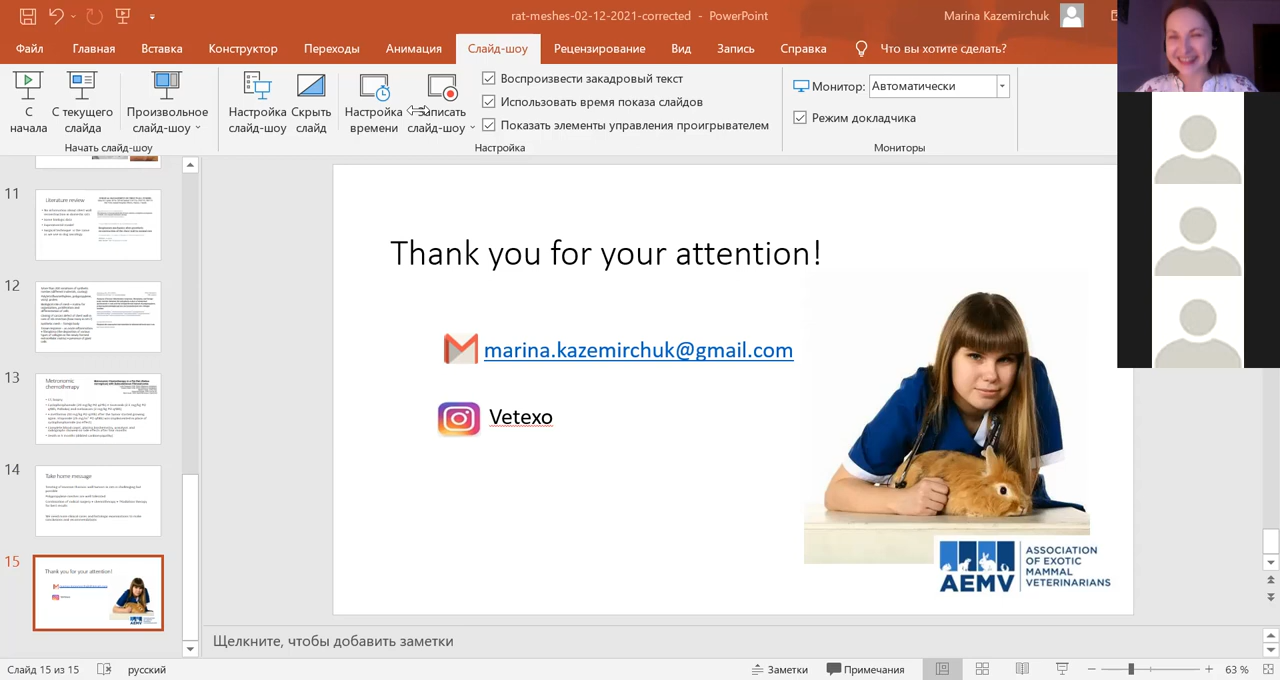 rat-meshes-02-12-2021-corrected - PowerPoint
Marina Kazemirchuk
Файл Главная Вставка Конструктор Переходы Анимация Слайд-шоу Рецензирование Вид Запись Справка Что вы хотите сделать?
С начала
С текущего слайда
Произвольное слайд-шоу
Начать слайд-шоу
Настройка слайд-шоу
Скрыть слайд
Настройка времени
Записать слайд-шоу
Воспроизвести закадровый текст
Использовать время показа слайдов
Показать элементы управления проигрывателем
Настройка
Монитор: Автоматически
Режим докладчика
Мониторы
11
Literature review
12
13
Metronomic
chemotherapy
14
Take home message
15
Thank you for your attention!
Thank you for your attention!
marina.kazemirchuk@gmail.com
Vetexo
AEMV
ASSOCIATION
OF EXOTIC
MAMMAL
VETERINARIANS
Щелкните, чтобы добавить заметки
Слайд 15 из 15 русский Заметки Примечания 63 %